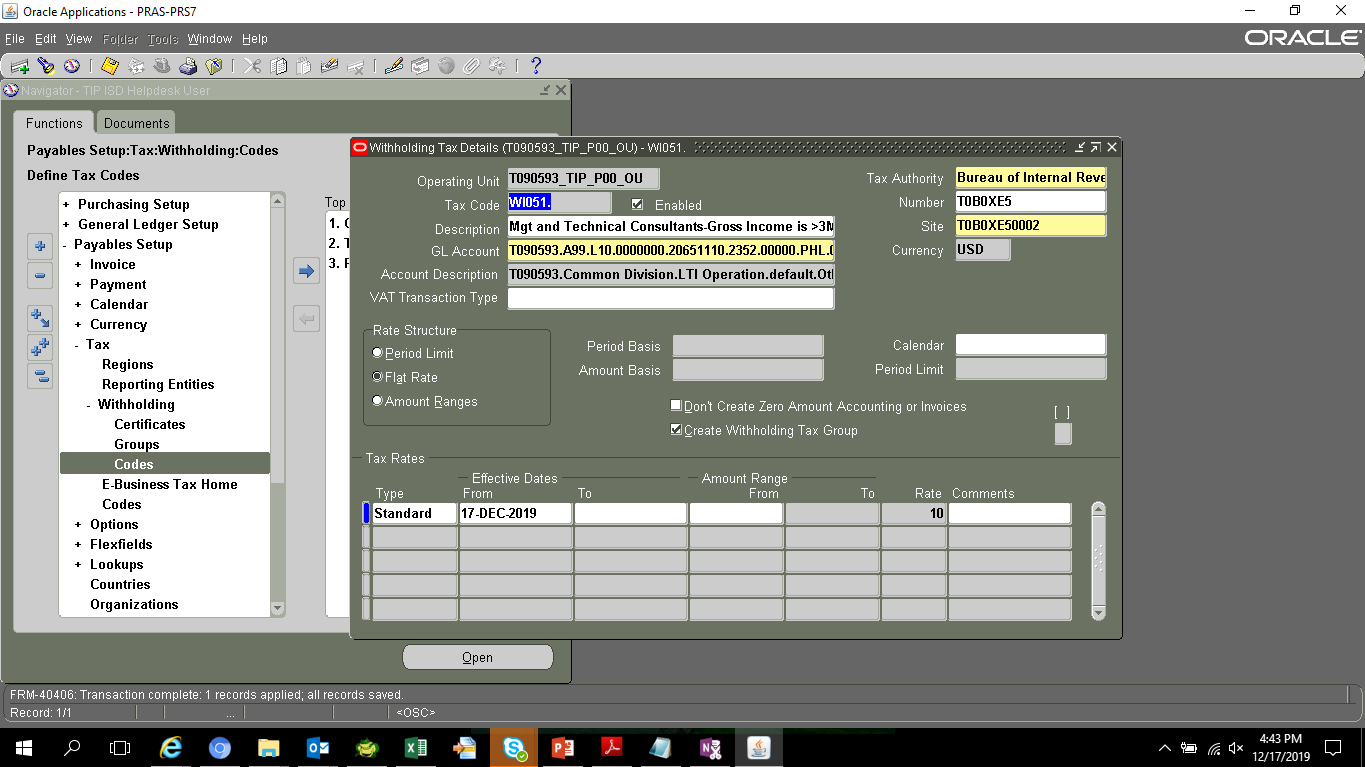 Oracle Applications - PRAS-PRS7
File Edit View Folder Tools Window Help
ORACLE
Navigator - TIP ISD Helpdesk User
Functions
Documents
Payables Setup:Tax:Withholding:Codes
Define Tax Codes
+ Purchasing Setup
+ General Ledger Setup
- Payables Setup
+ Invoice
+ Payment
+ Calendar
+ Currency
- Tax
Regions
Reporting Entities
- Withholding
Certificates
Groups
Codes
E-Business Tax Home
Codes
+ Options
+ Flexfields
+ Lookups
Countries
Organizations
Top
1.
2. T
3.
Open
Withholding Tax Details (T090593_TIP_P00_OU) - WI051.
Operating Unit T090593_TIP_P00_OU
Tax Code WI051. Enabled
Description Mgt and Technical Consultants-Gross Income is >3M
GL Account T090593.A99.L10.0000000.20651110.2352.00000.PHL.0
Account Description T090593.Common Division.LTI Operation.default.Ot
VAT Transaction Type
Tax Authority Bureau of Internal Reve
Number T0B0XE5
Site T0B0XE50002
Currency USD
Rate Structure
Period Limit
Flat Rate
Amount Ranges
Period Basis
Amount Basis
Calendar
Period Limit
Don't Create Zero Amount Accounting or Invoices
Create Withholding Tax Group
[ ]
Tax Rates
Effective Dates Amount Range
Type From To From To Rate Comments
Standard 17-DEC-2019 10
FRM-40406: Transaction complete: 1 records applied; all records saved.
Record: 1/1 ... <OSC>
4:43 PM
12/17/2019